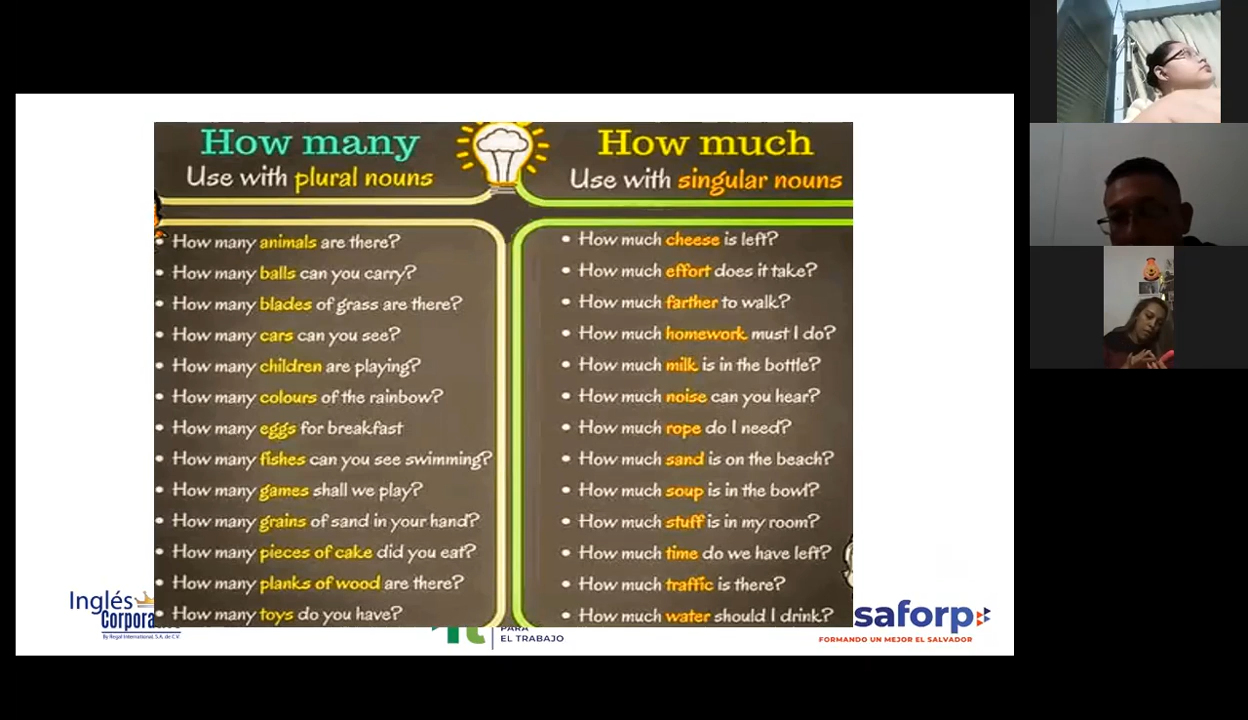 How many
Use with plural nouns
How many animals are there?
How many balls can you carry?
How many blades of grass are there?
How many cars can you see?
How many children are playing?
How many colours of the rainbow?
How many eggs for breakfast
How many fishes can you see swimming?
How many games shall we play?
How many grains of sand in your hand?
How many pieces of cake did you eat?
How many planks of wood are there?
How many toys do you have?
How much
Use with singular nouns
How much cheese is left?
How much effort does it take?
How much farther to walk?
How much homework must I do?
How much milk is in the bottle?
How much noise can you hear?
How much rope do I need?
How much sand is on the beach?
How much soup is in the bowl?
How much stuff is in my room?
How much time do we have left?
How much traffic is there?
How much water should I drink?
Inglés
By Regal International, S.A. de C.V.
EL TRABAJO
saforp
FORMANDO UN MEJOR EL SALVADOR